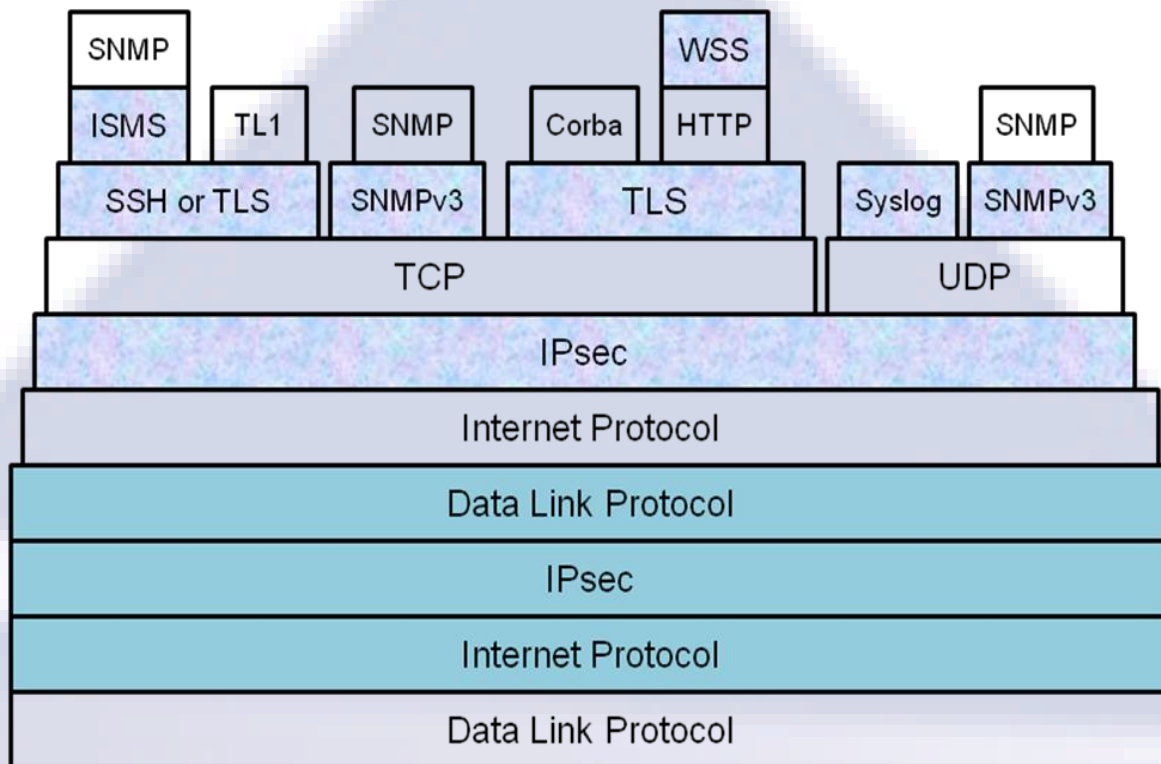 SNMP
WSS
ISMS
TL1
SNMP
Corba
HTTP
SNMP
SSH or TLS
SNMPv3
TLS
Syslog
SNMPv3
TCP
UDP
IPsec
Internet Protocol
Data Link Protocol
IPsec
Internet Protocol
Data Link Protocol